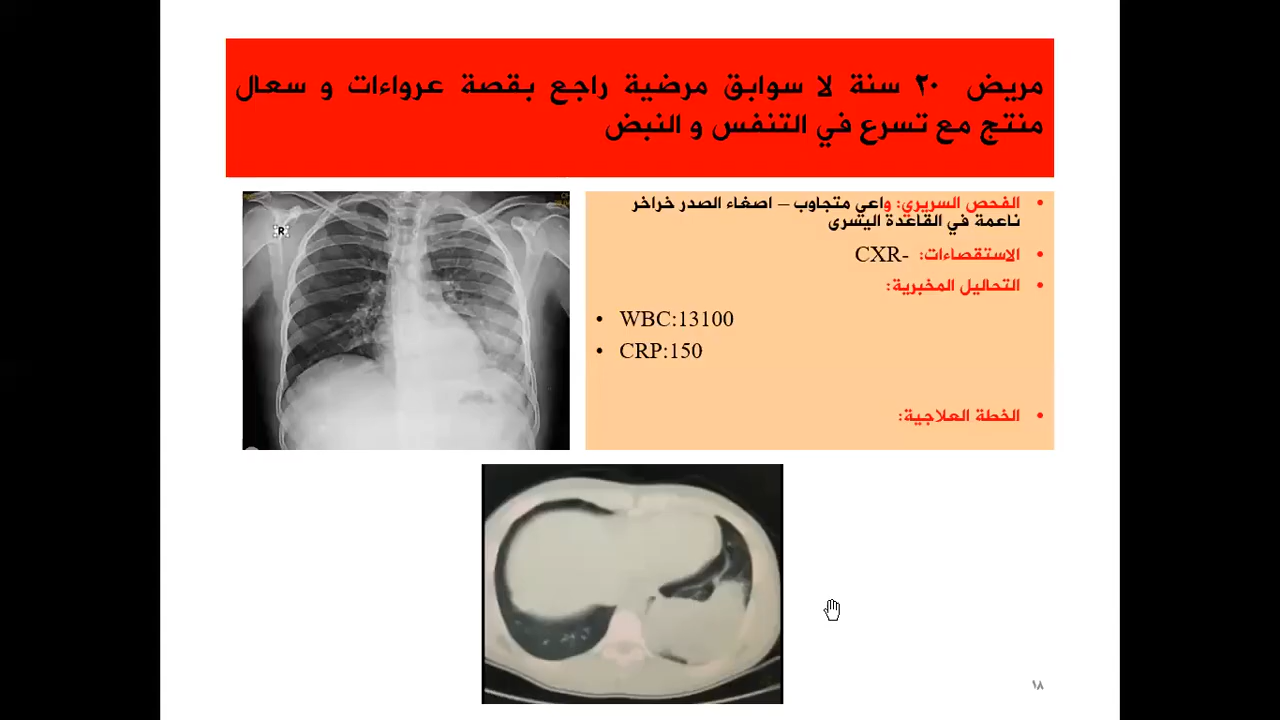 مريض ٢٠ سنة لا سوابق مرضية راجع بقصة عرواءات و سعال
منتج مع تسرع في التنفس و النبض
• الفحص السريري: واعي متجاوب – اصغاء الصدر خراخر
ناعمة في القاعدة اليسرى
• الاستقصاءات: CXR-
• التحاليل المخبرية:
• WBC:13100
• CRP:150
• الخطة العلاجية:
R
١٨